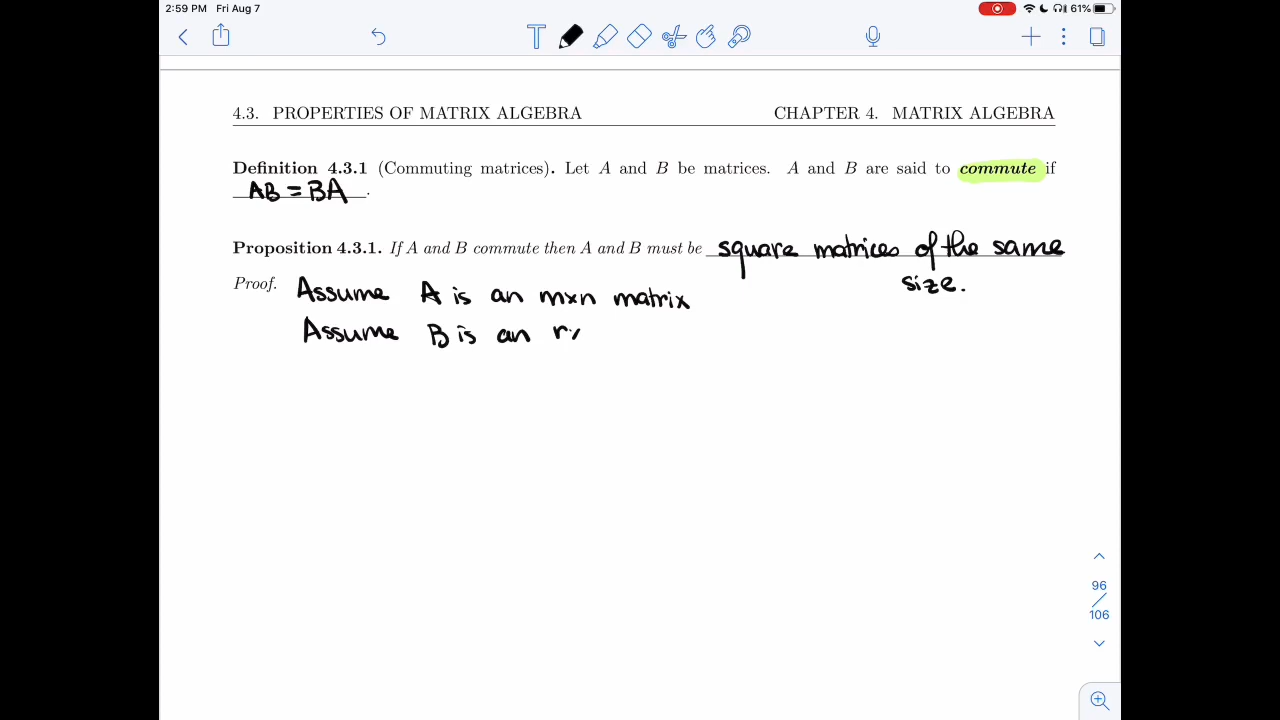 2:59 PM Fri Aug 7 61%
4.3. PROPERTIES OF MATRIX ALGEBRA CHAPTER 4. MATRIX ALGEBRA
Definition 4.3.1 (Commuting matrices). Let A and B be matrices. A and B are said to commute if
AB = BA.
Proposition 4.3.1. If A and B commute then A and B must be square matrices of the same
size.
Proof. Assume A is an m×n matrix
Assume B is an r
96
106